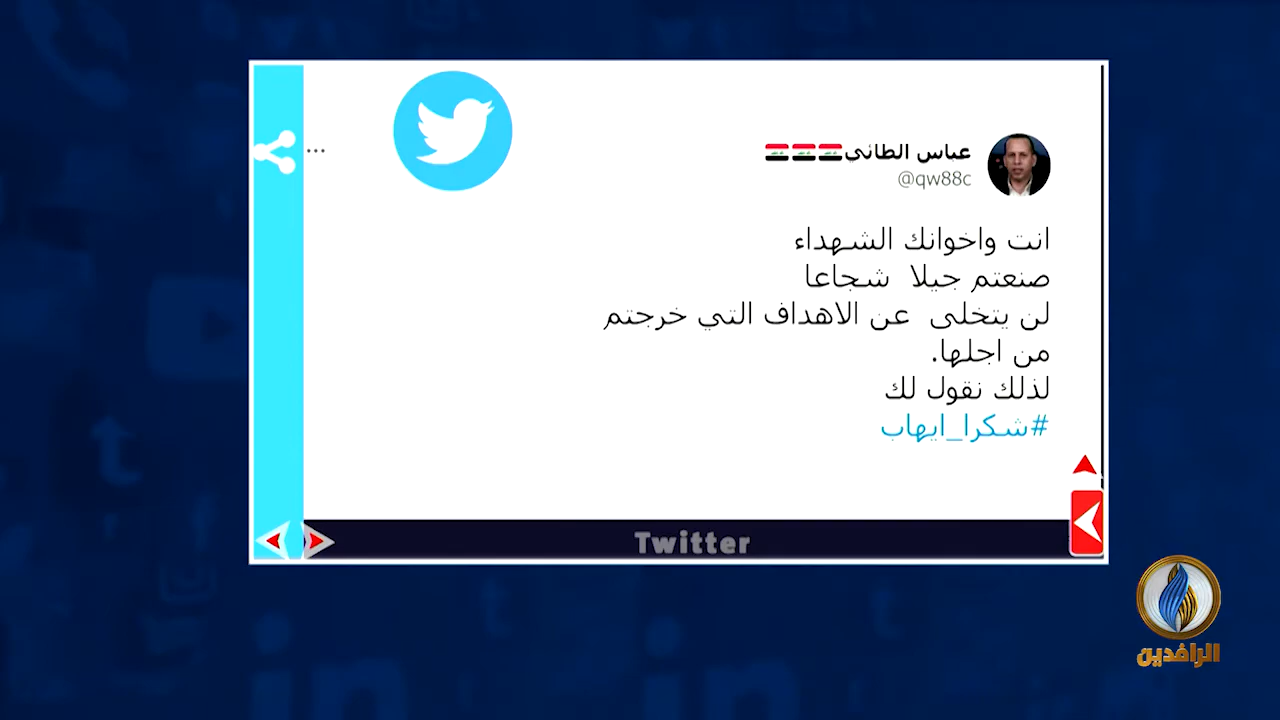 عباس الطائي
@qw88c
...
انت واخوانك الشهداء
صنعتم جيلا شجاعا
لن يتخلى عن الاهداف التي خرجتم
من اجلها.
لذلك نقول لك
#شكرا_ايهاب
Twitter
الرافدين